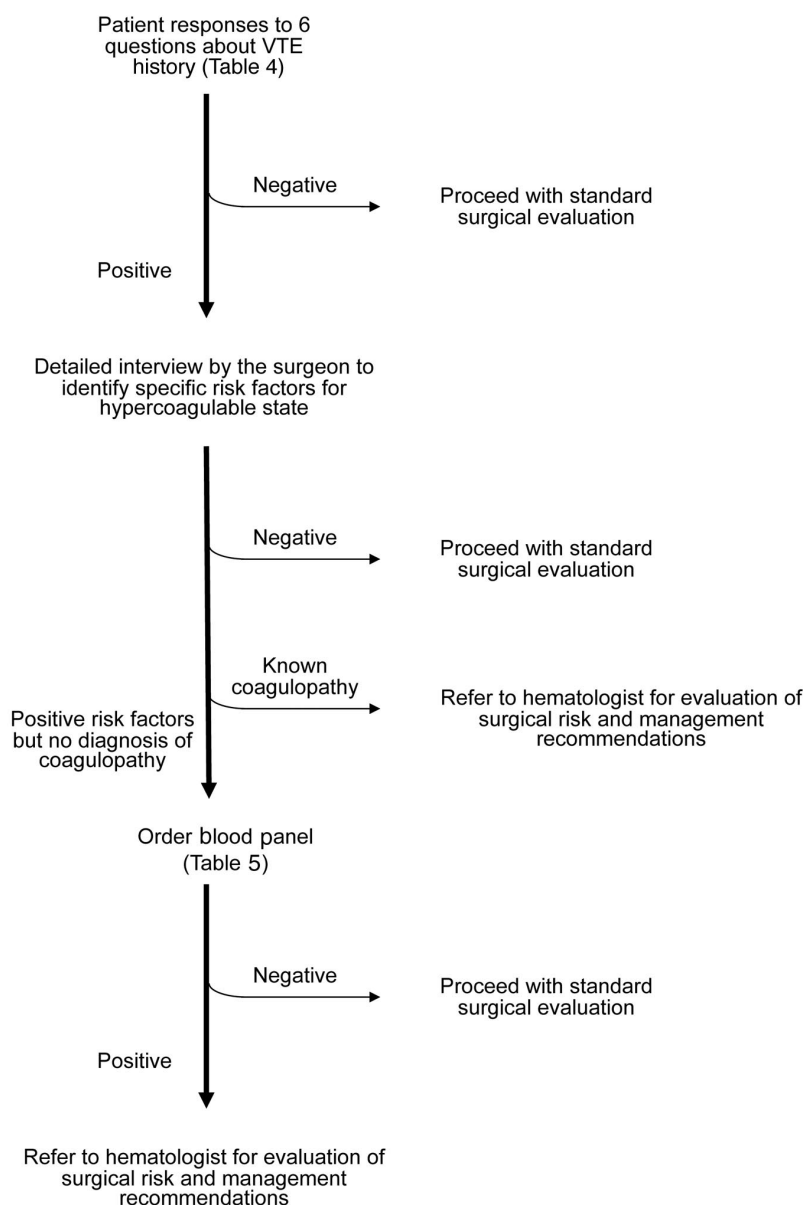 Patient responses to 6
questions about VTE
history (Table 4)
Negative
Proceed with standard
surgical evaluation
Positive
Detailed interview by the surgeon to
identify specific risk factors for
hypercoagulable state
Negative
Proceed with standard
surgical evaluation
Known
coagulopathy
Refer to hematologist for evaluation of
surgical risk and management
recommendations
Positive risk factors
but no diagnosis of
coagulopathy
Order blood panel
(Table 5)
Negative
Proceed with standard
surgical evaluation
Positive
Refer to hematologist for evaluation of
surgical risk and management
recommendations